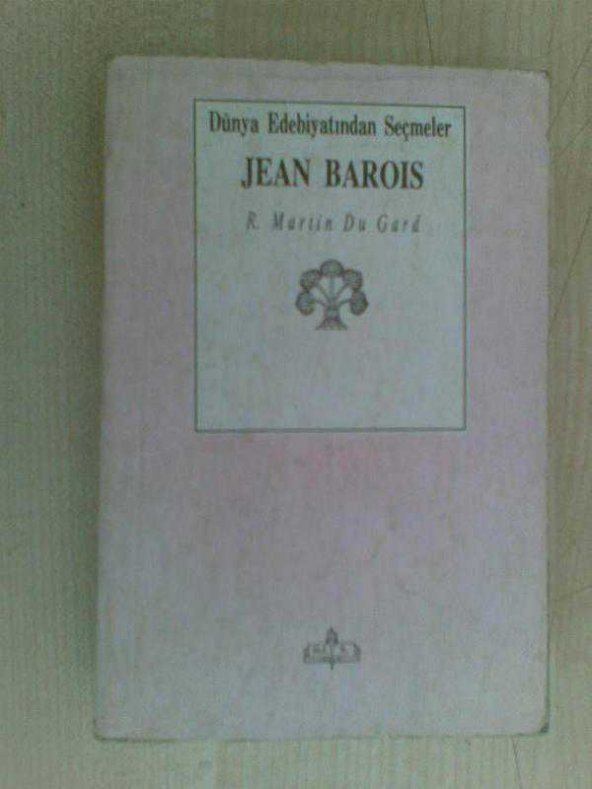 Dünya Edebiyatından Seçmeler
JEAN BAROIS
R. Martin Du Gard